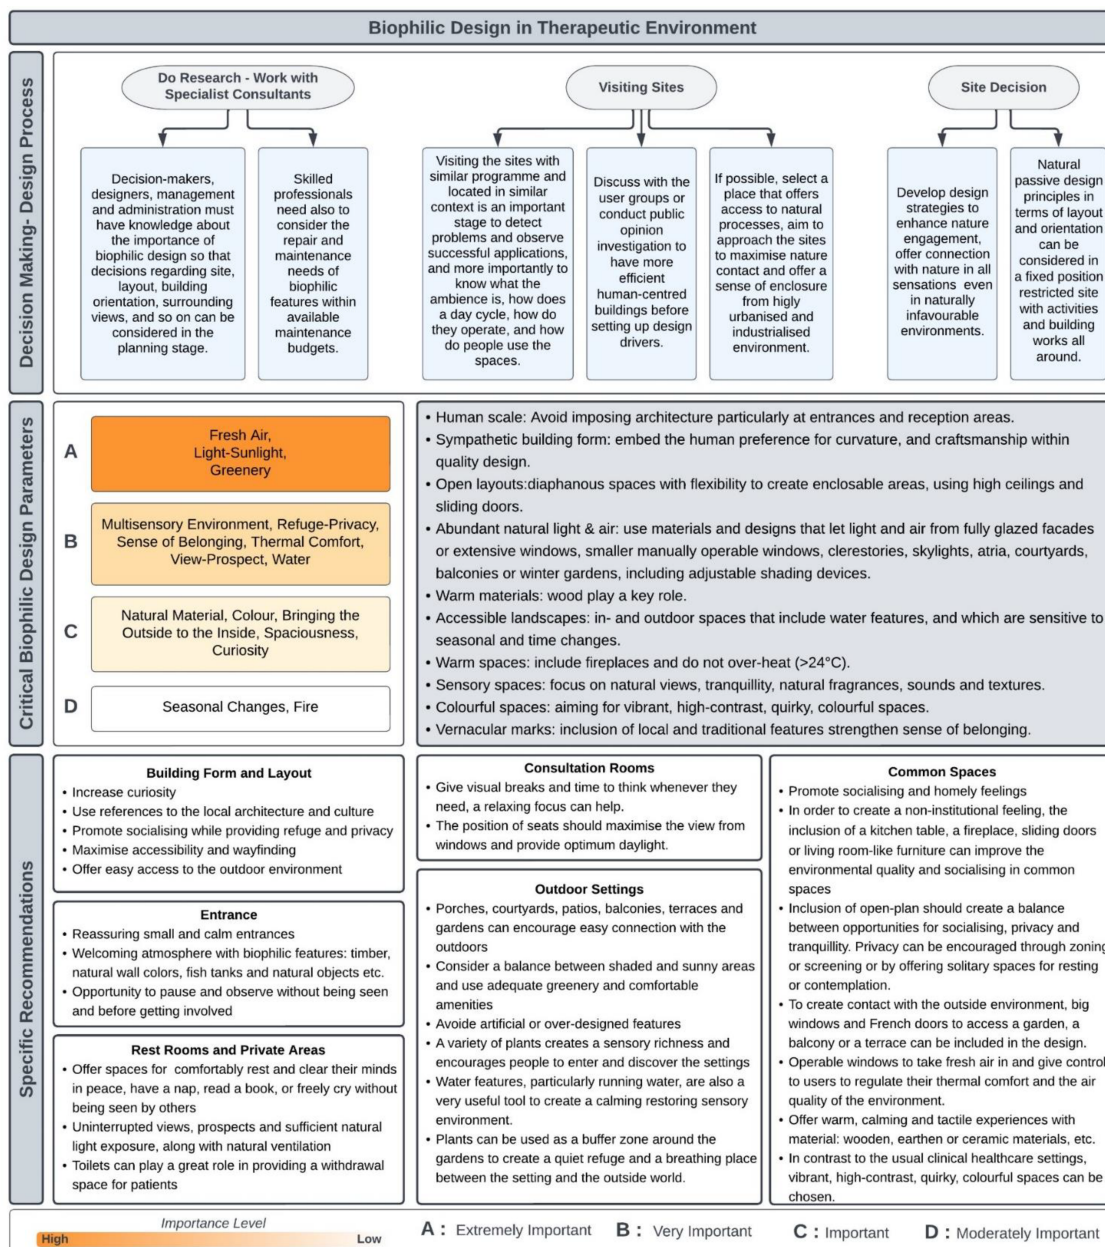 Biophilic Design in Therapeutic Environment
Decision Making- Design Process
Do Research - Work with
Specialist Consultants
Decision-makers,
designers, management
and administration must
have knowledge about
the importance of
biophilic design so that
decisions regarding site,
layout, building
orientation, surrounding
views, and so on can be
considered in the
planning stage.
Skilled
professionals
need also to
consider the
repair and
maintenance
needs of
biophilic
features within
available
maintenance
budgets.
Visiting Sites
Visiting the sites with
similar programme and
located in similar
context is an important
stage to detect
problems and observe
successful applications,
and more importantly to
know what the
ambience is, how does
a day cycle, how do
they operate, and how
do people use the
spaces.
Discuss with the
user groups or
conduct public
opinion
investigation to
have more
efficient
human-centred
buildings before
setting up design
drivers.
If possible, select a
place that offers
access to natural
processes, aim to
approach the sites
to maximise nature
contact and offer a
sense of enclosure
from higly
urbanised and
industrialised
environment.
Site Decision
Develop design
strategies to
enhance nature
engagement,
offer connection
with nature in all
sensations even
in naturally
infavourable
environments.
Natural
passive design
principles in
terms of layout
and orientation
can be
considered in
a fixed position
restricted site
with activities
and building
works all
around.
Critical Biophilic Design Parameters
A
Fresh Air,
Light-Sunlight,
Greenery
B
Multisensory Environment, Refuge-Privacy,
Sense of Belonging, Thermal Comfort,
View-Prospect, Water
C
Natural Material, Colour, Bringing the
Outside to the Inside, Spaciousness,
Curiosity
D
Seasonal Changes, Fire
• Human scale: Avoid imposing architecture particularly at entrances and reception areas.
• Sympathetic building form: embed the human preference for curvature, and craftsmanship within
quality design.
• Open layouts:diaphanous spaces with flexibility to create enclosable areas, using high ceilings and
sliding doors.
• Abundant natural light & air: use materials and designs that let light and air from fully glazed facades
or extensive windows, smaller manually operable windows, clerestories, skylights, atria, courtyards,
balconies or winter gardens, including adjustable shading devices.
• Warm materials: wood play a key role.
• Accessible landscapes: in- and outdoor spaces that include water features, and which are sensitive to
seasonal and time changes.
• Warm spaces: include fireplaces and do not over-heat (>24°C).
• Sensory spaces: focus on natural views, tranquillity, natural fragrances, sounds and textures.
• Colourful spaces: aiming for vibrant, high-contrast, quirky, colourful spaces.
• Vernacular marks: inclusion of local and traditional features strengthen sense of belonging.
Specific Recommendations
Building Form and Layout
• Increase curiosity
• Use references to the local architecture and culture
• Promote socialising while providing refuge and privacy
• Maximise accessibility and wayfinding
• Offer easy access to the outdoor environment
Entrance
• Reassuring small and calm entrances
• Welcoming atmosphere with biophilic features: timber,
natural wall colors, fish tanks and natural objects etc.
• Opportunity to pause and observe without being seen
and before getting involved
Rest Rooms and Private Areas
• Offer spaces for comfortably rest and clear their minds
in peace, have a nap, read a book, or freely cry without
being seen by others
• Uninterrupted views, prospects and sufficient natural
light exposure, along with natural ventilation
• Toilets can play a great role in providing a withdrawal
space for patients
Consultation Rooms
• Give visual breaks and time to think whenever they
need, a relaxing focus can help.
• The position of seats should maximise the view from
windows and provide optimum daylight.
Outdoor Settings
• Porches, courtyards, patios, balconies, terraces and
gardens can encourage easy connection with the
outdoors
• Consider a balance between shaded and sunny areas
and use adequate greenery and comfortable
amenities
• Avoide artificial or over-designed features
• A variety of plants creates a sensory richness and
encourages people to enter and discover the settings
• Water features, particularly running water, are also a
very useful tool to create a calming restoring sensory
environment.
• Plants can be used as a buffer zone around the
gardens to create a quiet refuge and a breathing place
between the setting and the outside world.
Common Spaces
• Promote socialising and homely feelings
• In order to create a non-institutional feeling, the
inclusion of a kitchen table, a fireplace, sliding doors
or living room-like furniture can improve the
environmental quality and socialising in common
spaces
• Inclusion of open-plan should create a balance
between opportunities for socialising, privacy and
tranquillity. Privacy can be encouraged through zoning
or screening or by offering solitary spaces for resting
or contemplation.
• To create contact with the outside environment, big
windows and French doors to access a garden, a
balcony or a terrace can be included in the design.
• Operable windows to take fresh air in and give control
to users to regulate their thermal comfort and the air
quality of the environment.
• Offer warm, calming and tactile experiences with
material: wooden, earthen or ceramic materials, etc.
• In contrast to the usual clinical healthcare settings,
vibrant, high-contrast, quirky, colourful spaces can be
chosen.
Importance Level
High Low
A : Extremely Important B : Very Important C : Important D : Moderately Important